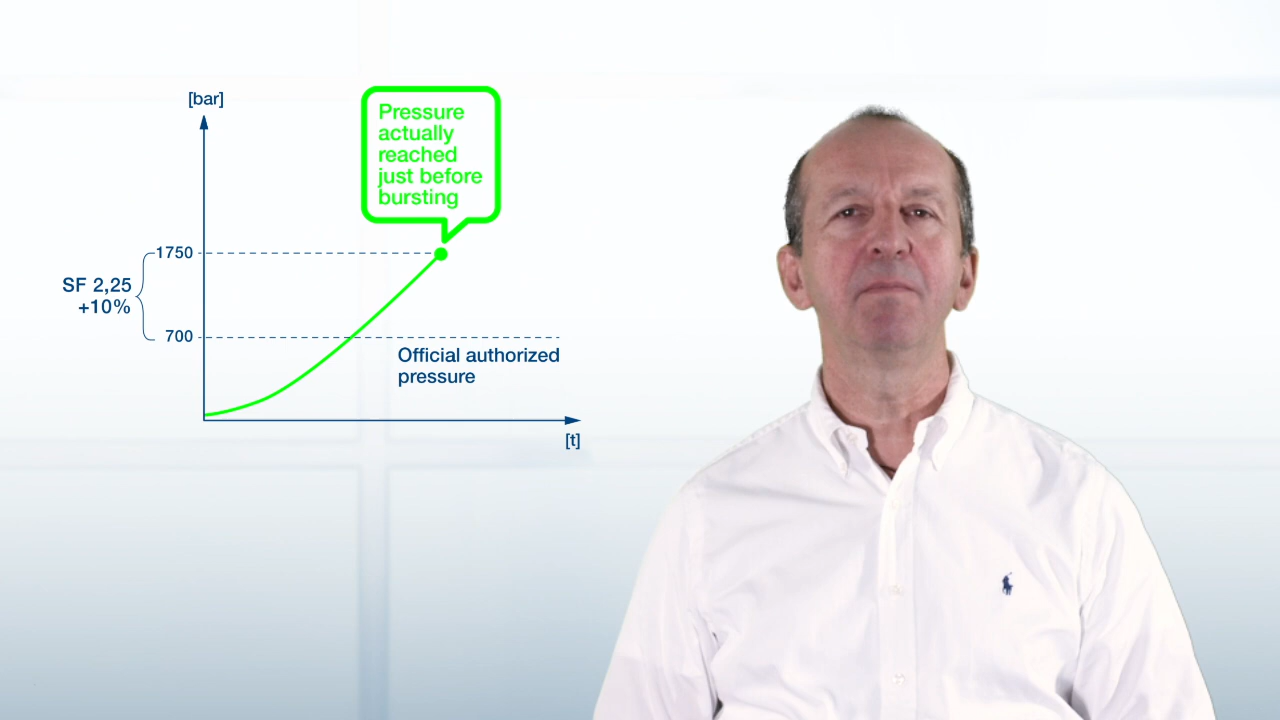 [bar]
Pressure
actually
reached
just before
bursting
1750
SF 2,25
+10%
700
Official authorized
pressure
[t]